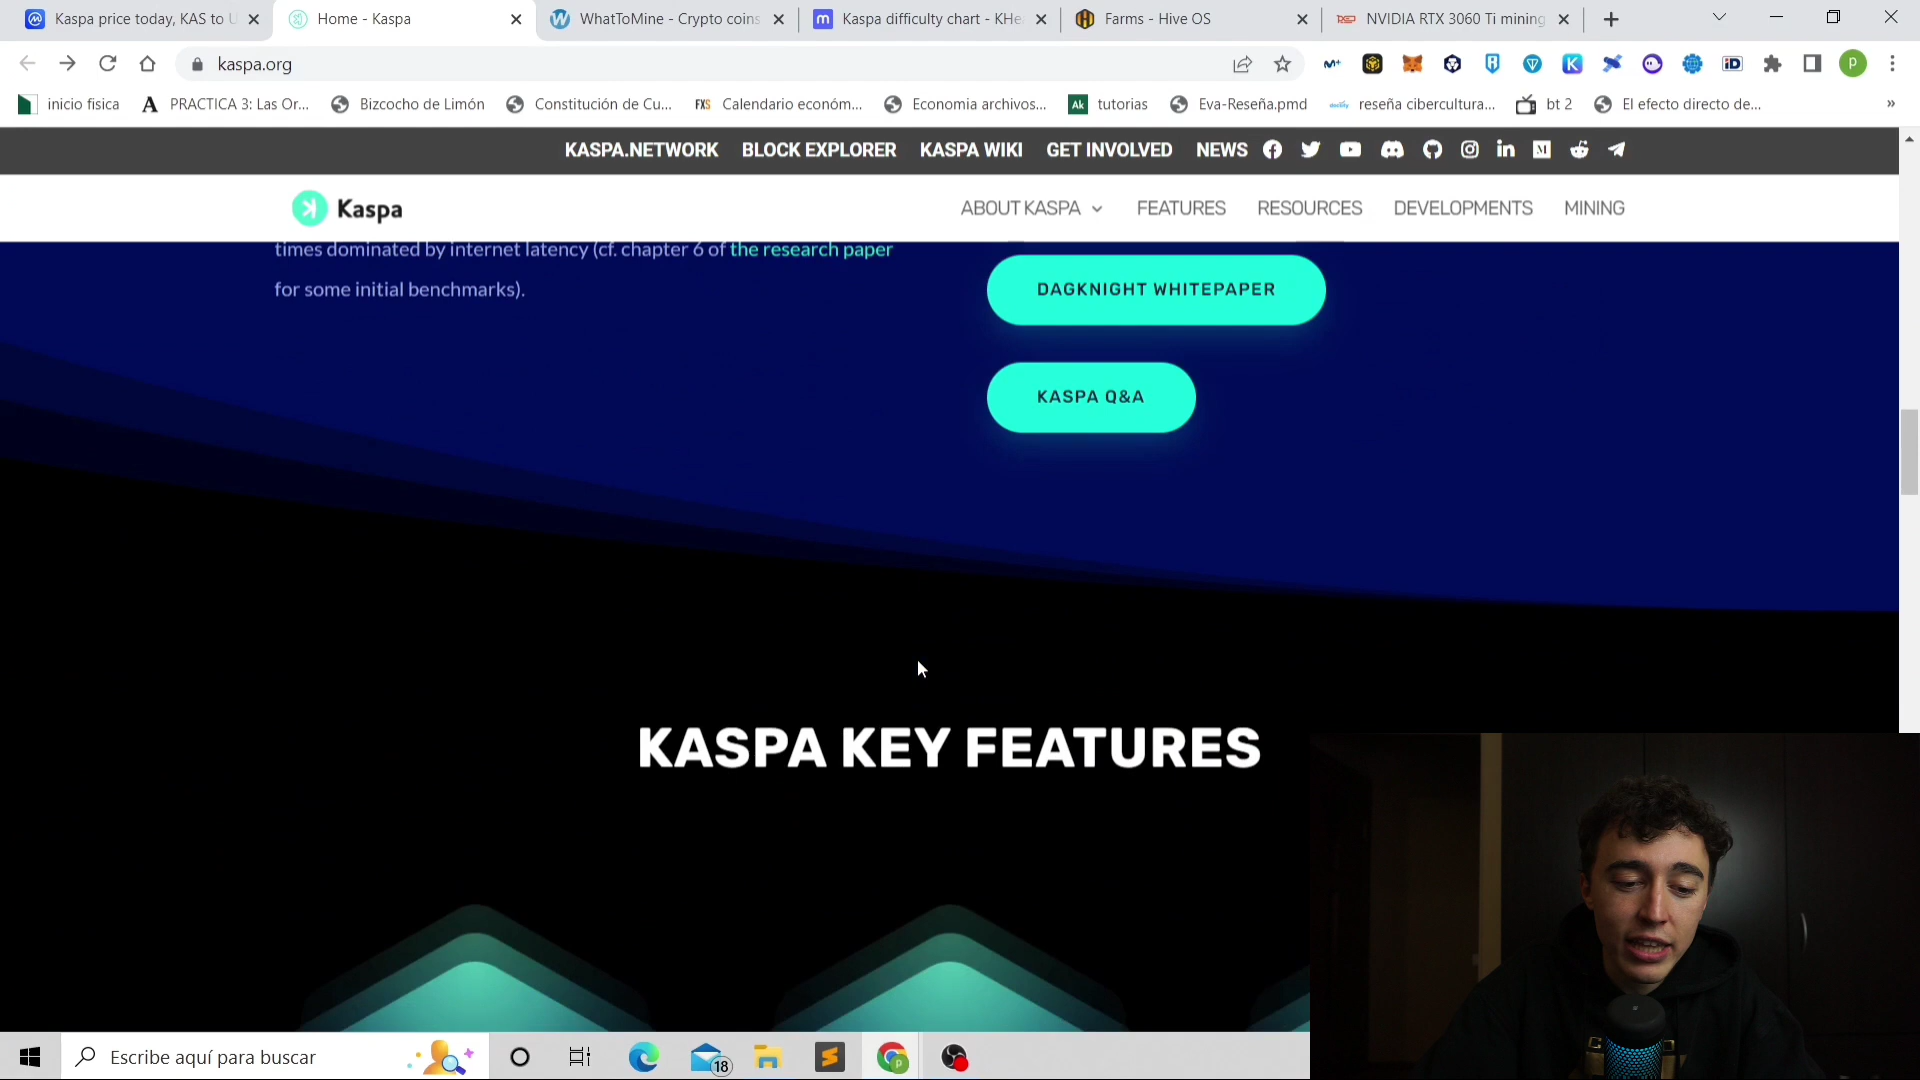 Kaspa price today, KAS to U
Home - Kaspa
WhatToMine - Crypto coins
Kaspa difficulty chart - KHea
Farms - Hive OS
NVIDIA RTX 3060 Ti mining
kaspa.org
P
inicio fisica
PRACTICA 3: Las Or...
Bizcocho de Limón
Constitución de Cu...
FXS Calendario económ...
Economia archivos...
Ak tutorias
Eva-Reseña.pmd
reseña cibercultura...
bt 2
El efecto directo de...
»
KASPA.NETWORK BLOCK EXPLORER KASPA WIKI GET INVOLVED NEWS
Kaspa
ABOUT KASPA FEATURES RESOURCES DEVELOPMENTS MINING
times dominated by internet latency (cf. chapter 6 of the research paper
for some initial benchmarks).
DAGKNIGHT WHITEPAPER
KASPA Q&A
KASPA KEY FEATURES
Escribe aquí para buscar
18